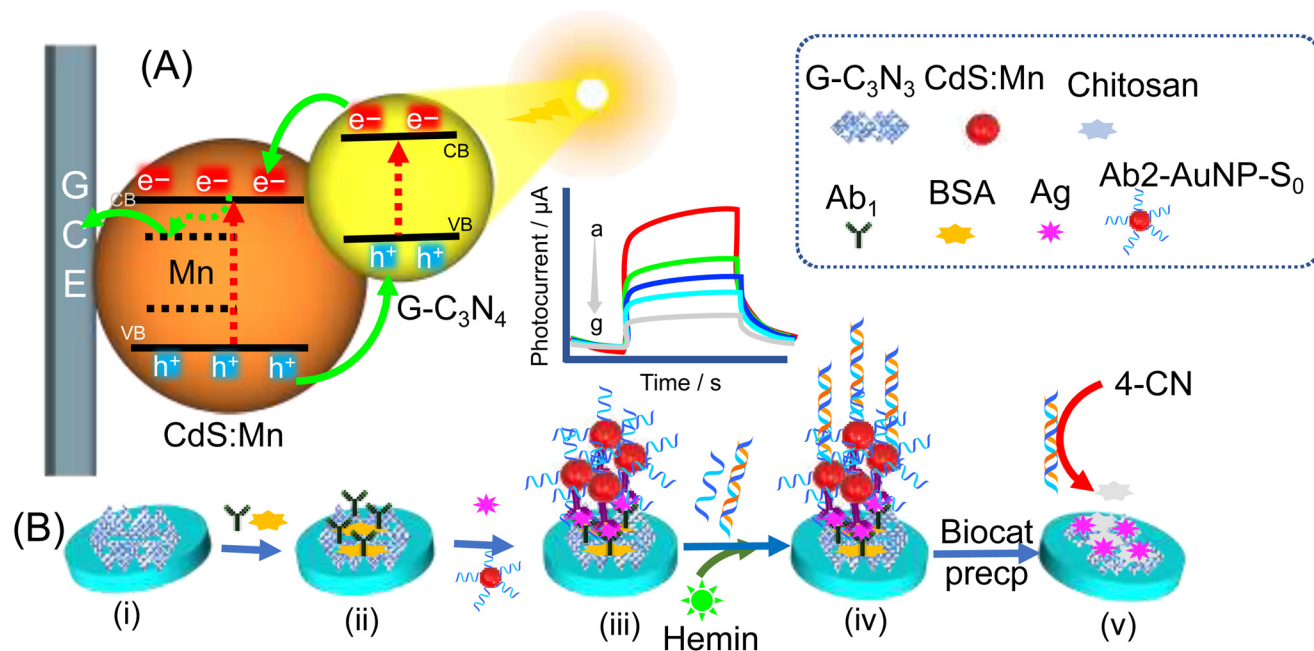 (A)
G
C
E
e− e− e−
CB
Mn
VB
h⁺ h⁺ h⁺
CdS:Mn
e− e−
CB
VB
h⁺ h⁺
G-C₃N₄
Photocurrent / µA
a
g
Time / s
G-C₃N₃ CdS:Mn Chitosan
Ab₁ BSA Ag Ab2-AuNP-S₀
(B)
(i)
(ii)
(iii)
Hemin
(iv)
Biocat
precp
4-CN
(v)